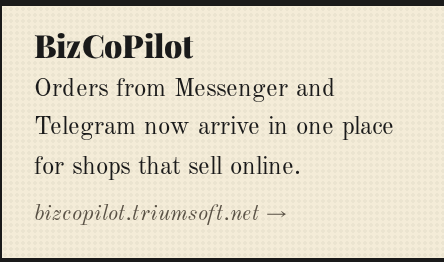 BizCoPilot
Orders from Messenger and
Telegram now arrive in one place
for shops that sell online.
bizcopilot.triumsoft.net →